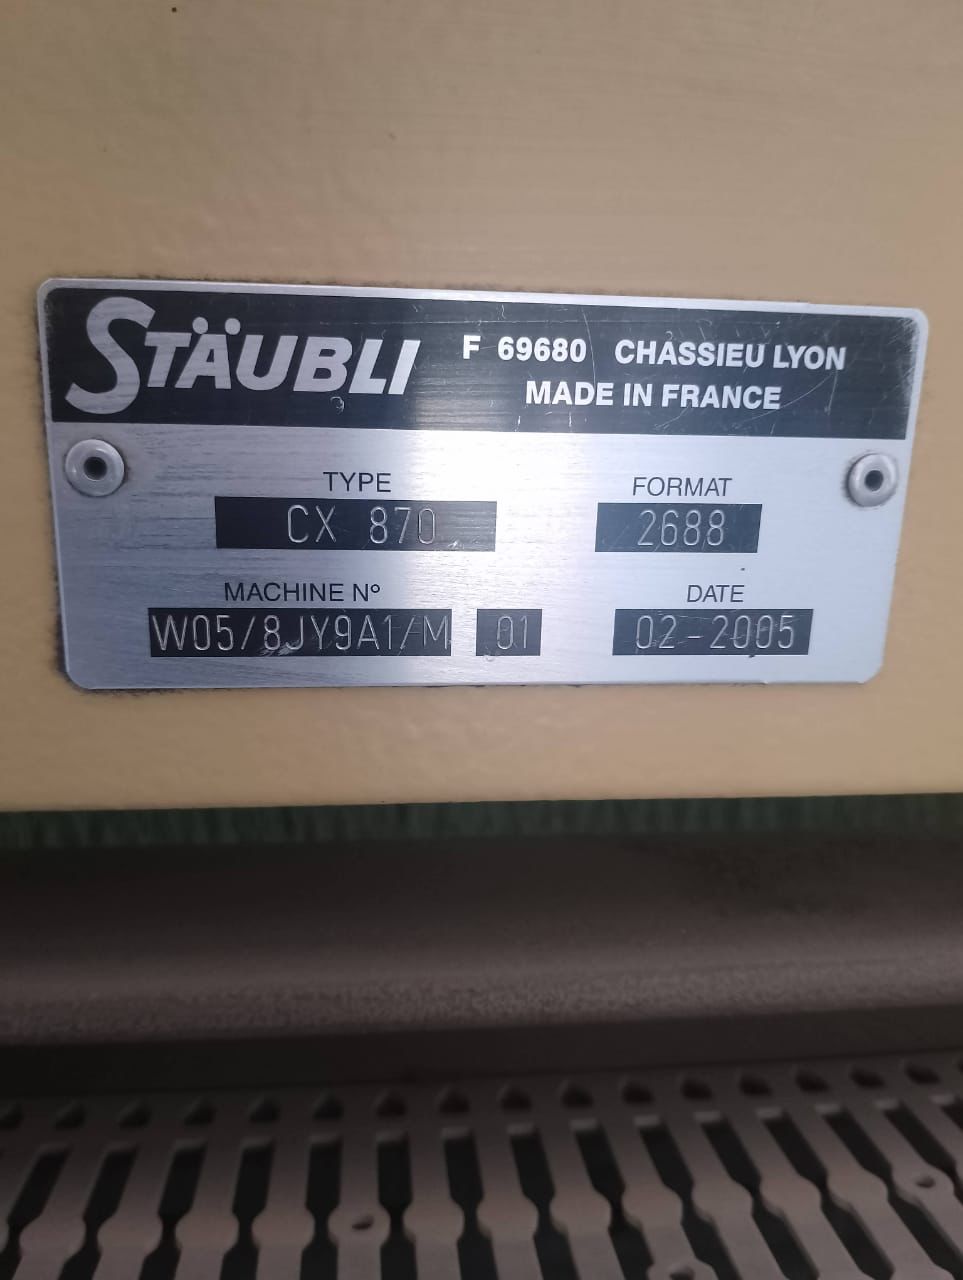 STÄUBLI F 69680 CHASSIEU LYON
MADE IN FRANCE
TYPE FORMAT
CX 870 2688
MACHINE Nº DATE
W05/8JY9A1/M 01 02-2005